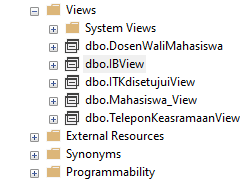 Views
System Views
dbo.DosenWaliMahasiswa
dbo.IBView
dbo.ITKdisetujuiView
dbo.Mahasiswa_View
dbo.TeleponKeasramaanView
External Resources
Synonyms
Programmability